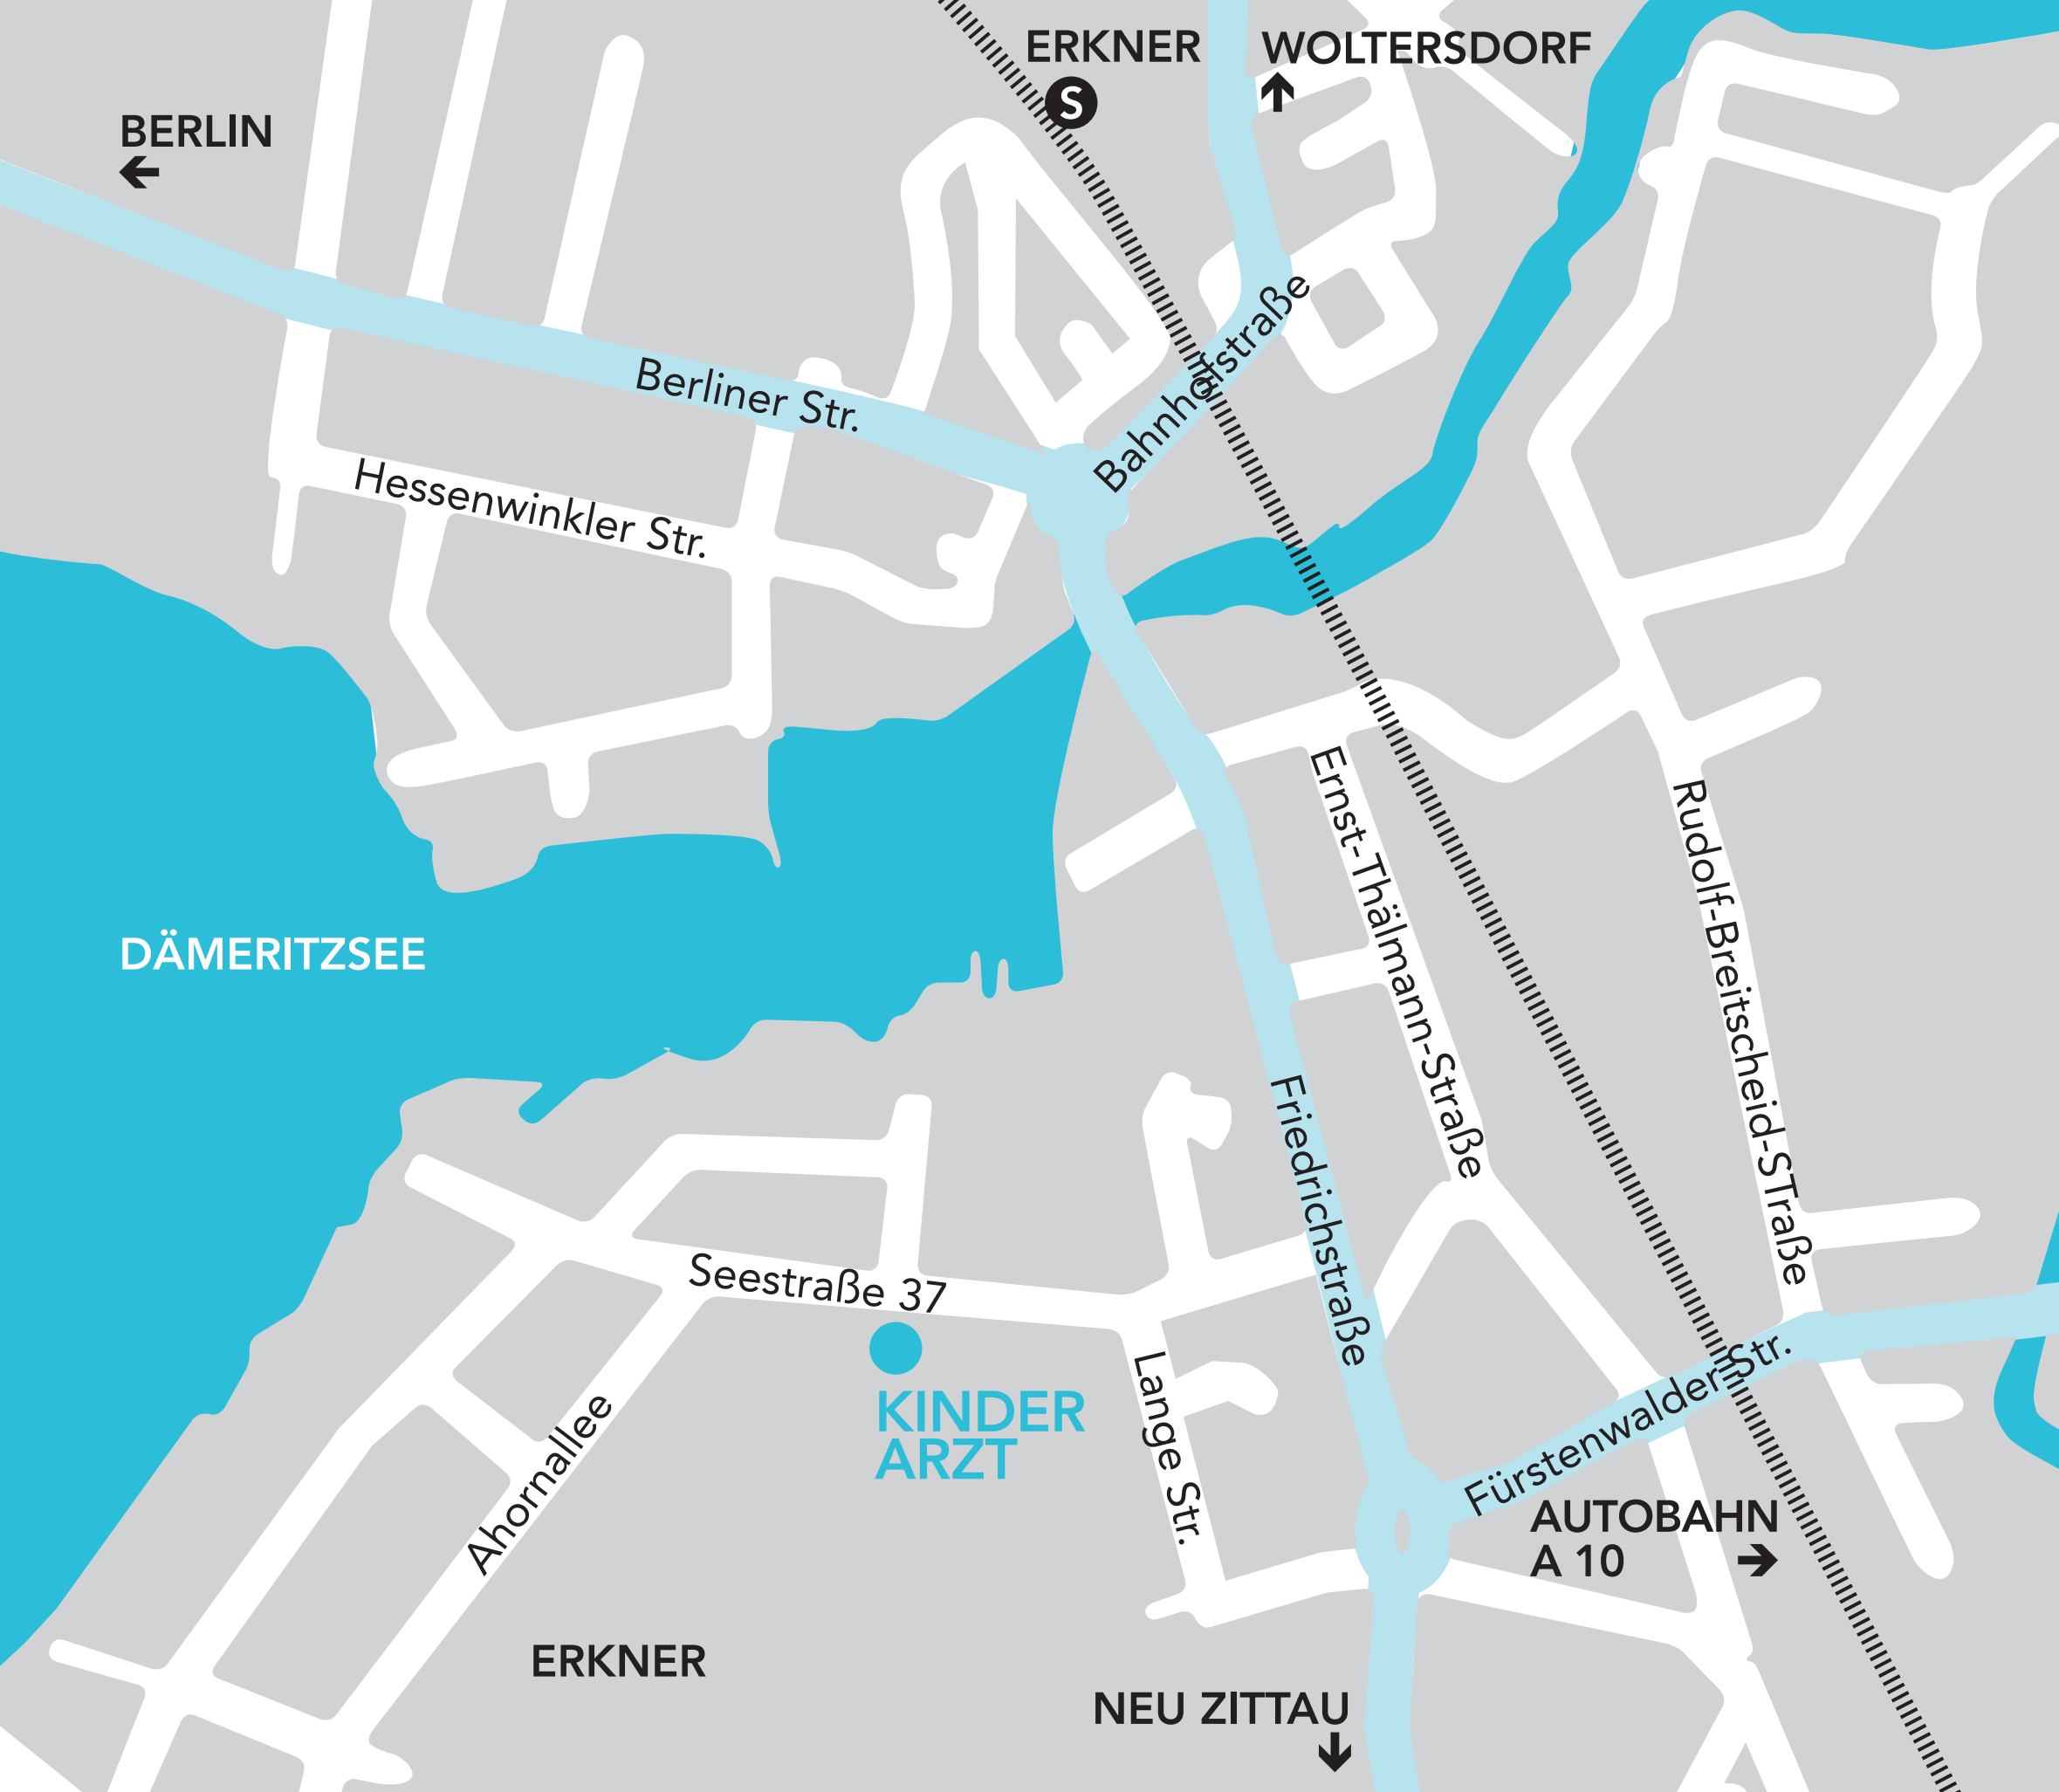 ERKNER
WOLTERSDORF
S
BERLIN
Bahnhofstraße
Berliner Str.
Hessenwinkler Str.
Ernst-Thälmann-Straße
Rudolf-Breitscheid-STraße
DÄMERITZSEE
Friedrichstraße
Seestraße 37
Lange Str.
KINDER
ARZT
Ahornallee
Fürstenwalder Str.
AUTOBAHN
A 10
ERKNER
NEU ZITTAU